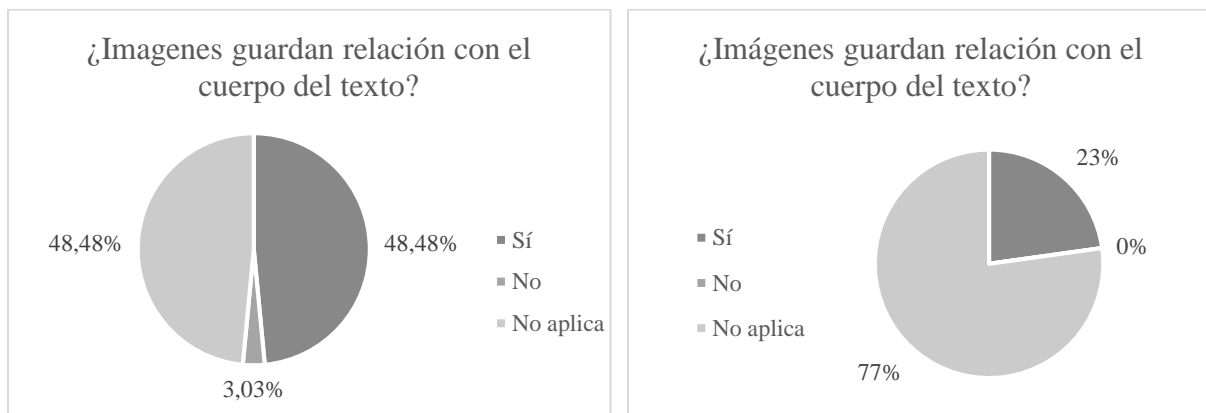 ¿Imagenes guardan relación con el
cuerpo del texto?
48,48%
48,48%
3,03%
Sí
No
No aplica
¿Imágenes guardan relación con el
cuerpo del texto?
23%
0%
77%
Sí
No
No aplica